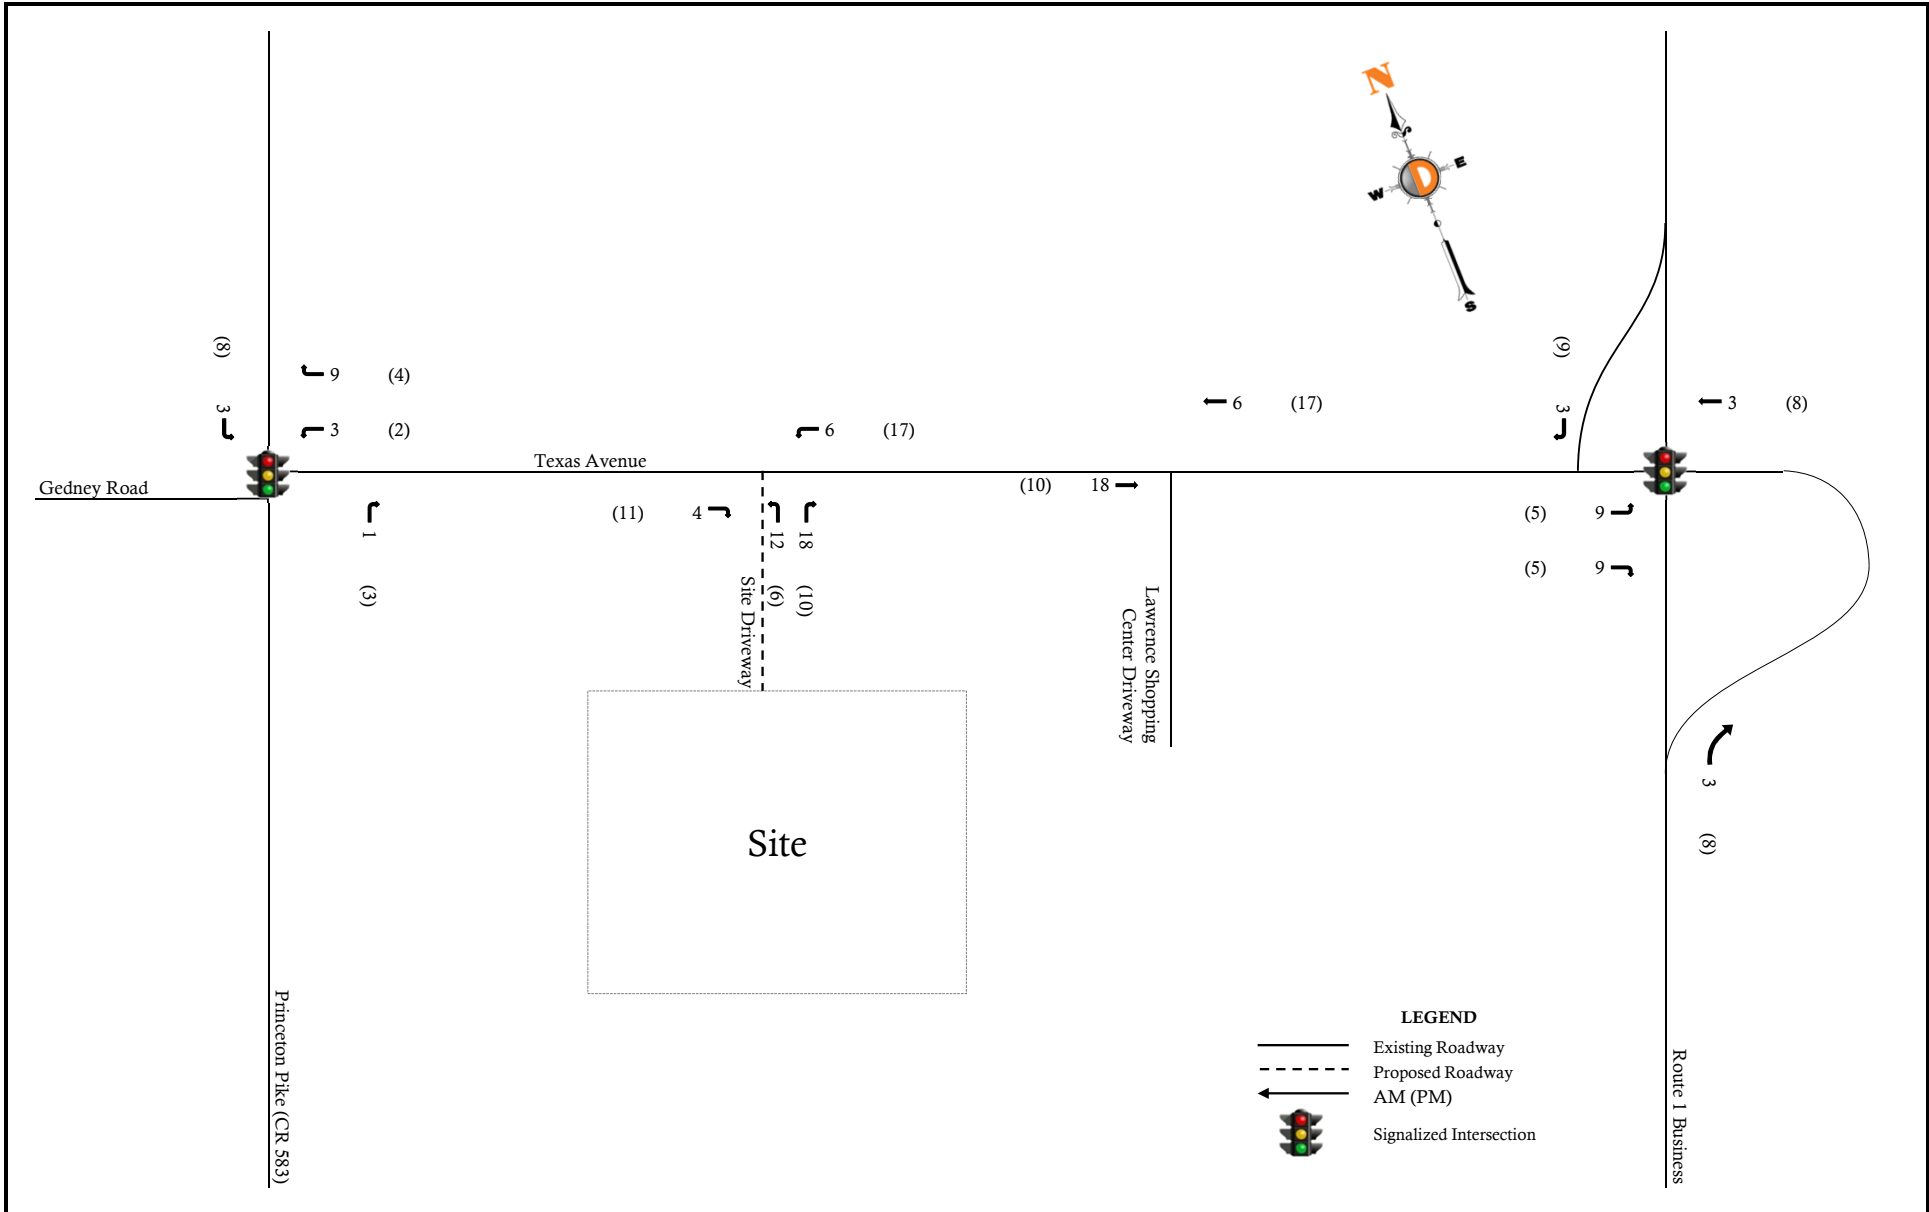 N
S
E
W
D
S
(8)
3
9 (4)
3 (2)
6 (17)
6 (17)
(9)
3
3 (8)
Texas Avenue
Gedney Road
1
(3)
(11) 4
12
(6)
18
(10)
(10) 18
(5) 9
(5) 9
Site Driveway
Lawrence Shopping
Center Driveway
3
(8)
Site
Princeton Pike (CR 583)
Route 1 Business
LEGEND
Existing Roadway
Proposed Roadway
AM (PM)
Signalized Intersection